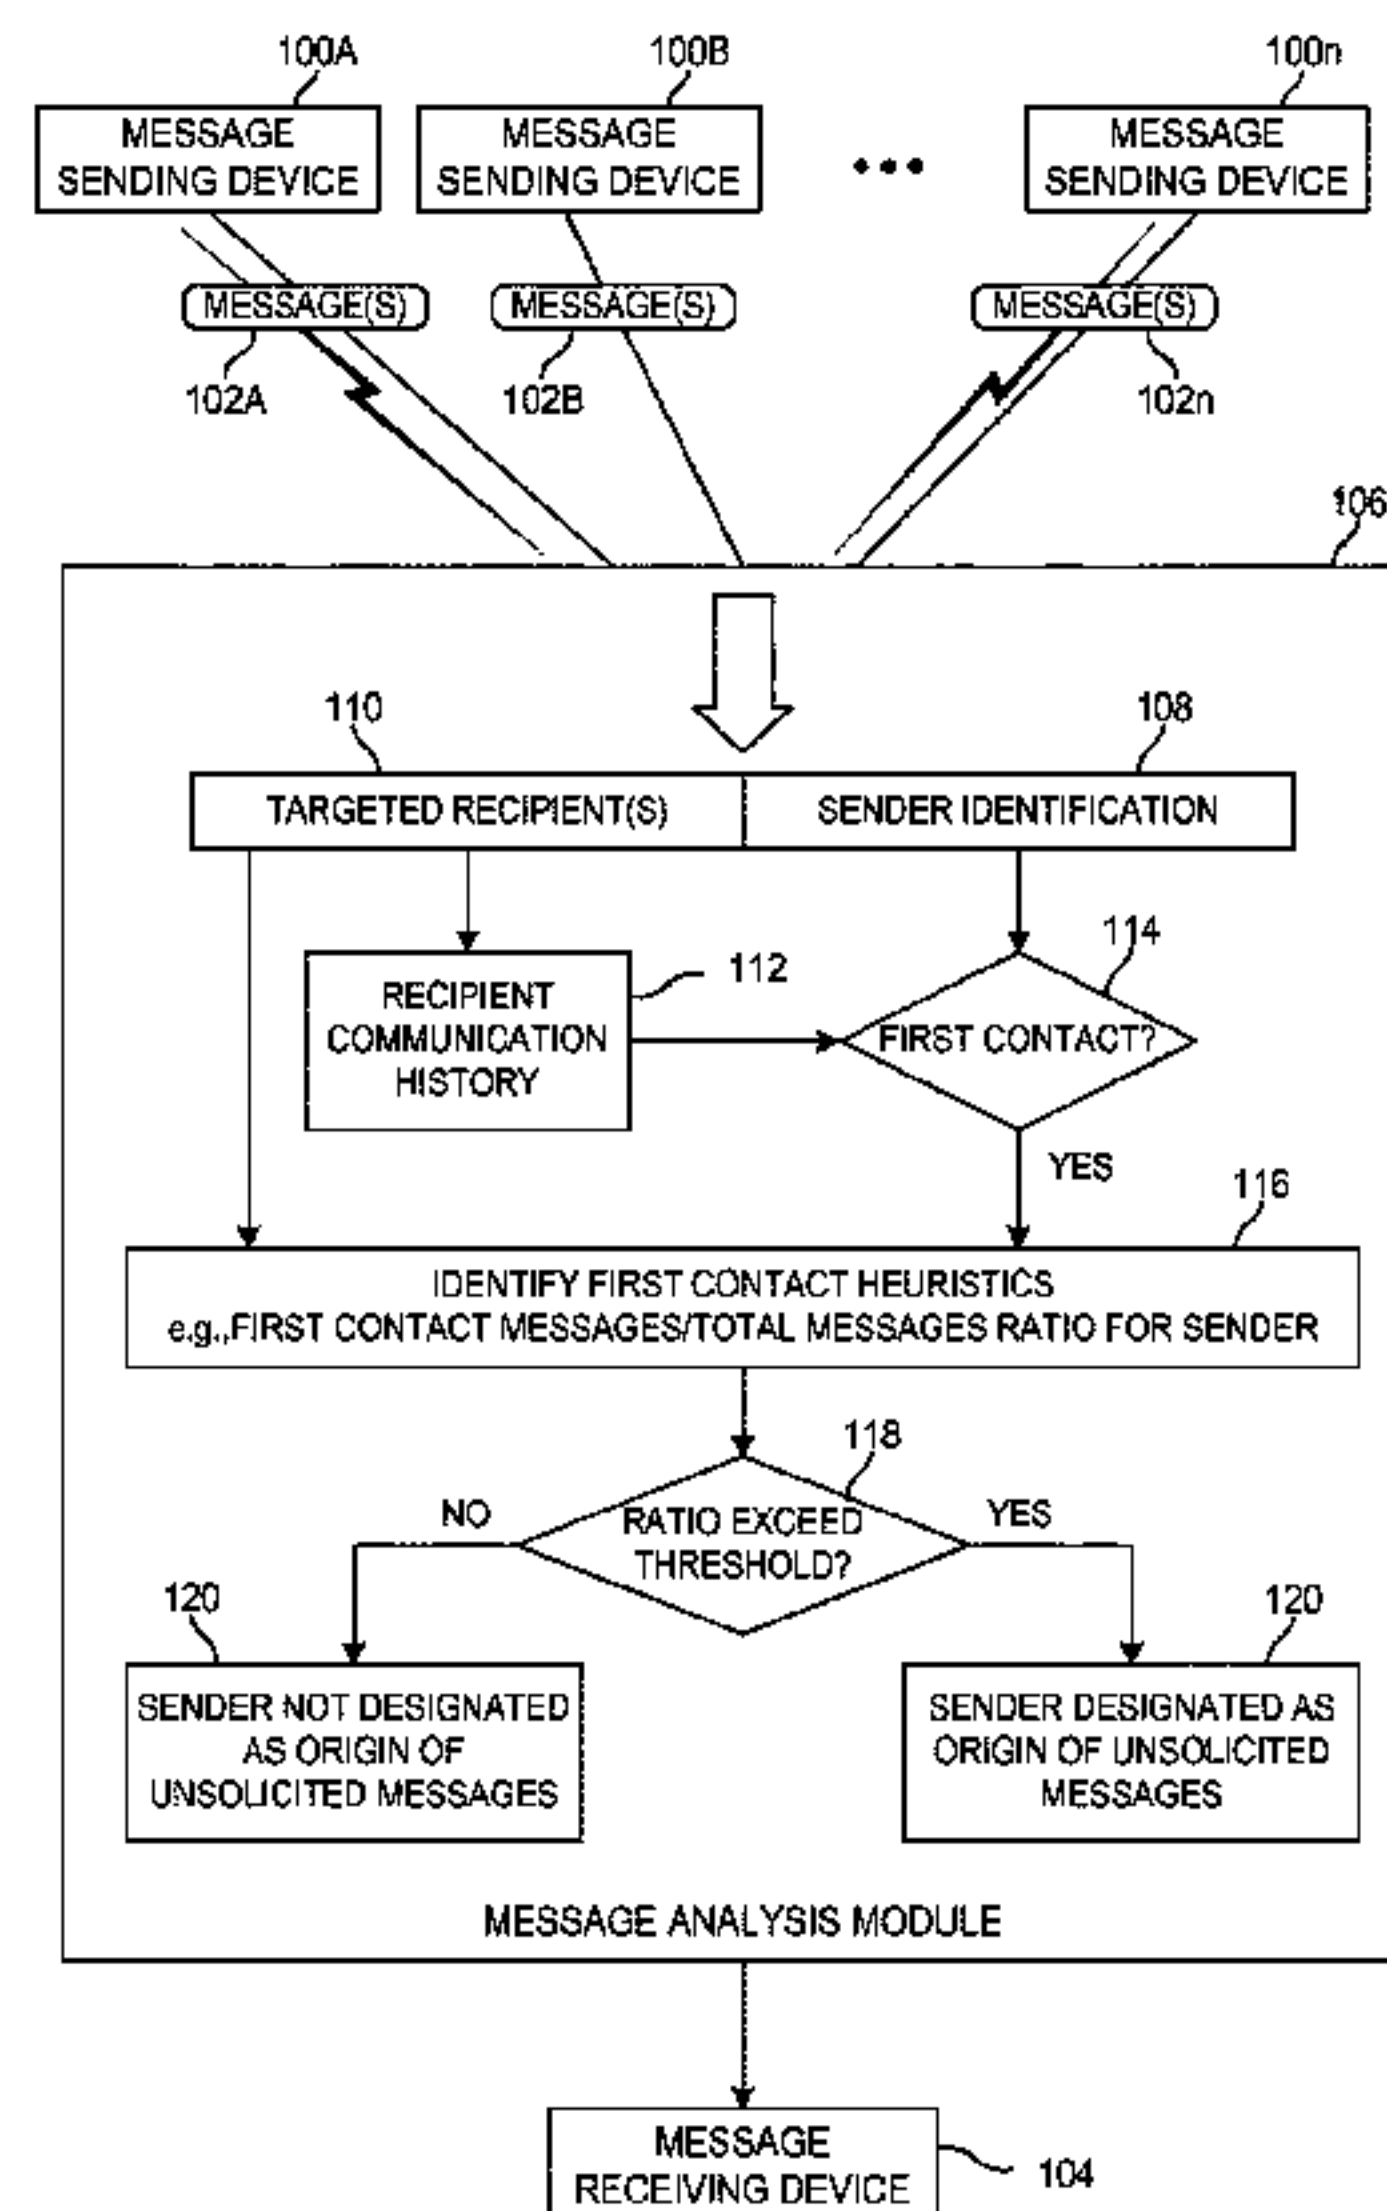 100A
100B
100n
MESSAGE
SENDING DEVICE
MESSAGE
SENDING DEVICE
MESSAGE
SENDING DEVICE
MESSAGE(S)
MESSAGE(S)
MESSAGE(S)
102A
102B
102n
106
110
108
TARGETED RECIPIENT(S)
SENDER IDENTIFICATION
114
112
RECIPIENT
COMMUNICATION
HISTORY
FIRST CONTACT?
YES
116
IDENTIFY FIRST CONTACT HEURISTICS
e.g.,FIRST CONTACT MESSAGES/TOTAL MESSAGES RATIO FOR SENDER
118
NO
YES
RATIO EXCEED
THRESHOLD?
120
120
SENDER NOT DESIGNATED
AS ORIGIN OF
UNSOLICITED MESSAGES
SENDER DESIGNATED AS
ORIGIN OF UNSOLICITED
MESSAGES
MESSAGE ANALYSIS MODULE
MESSAGE
RECEIVING DEVICE
104